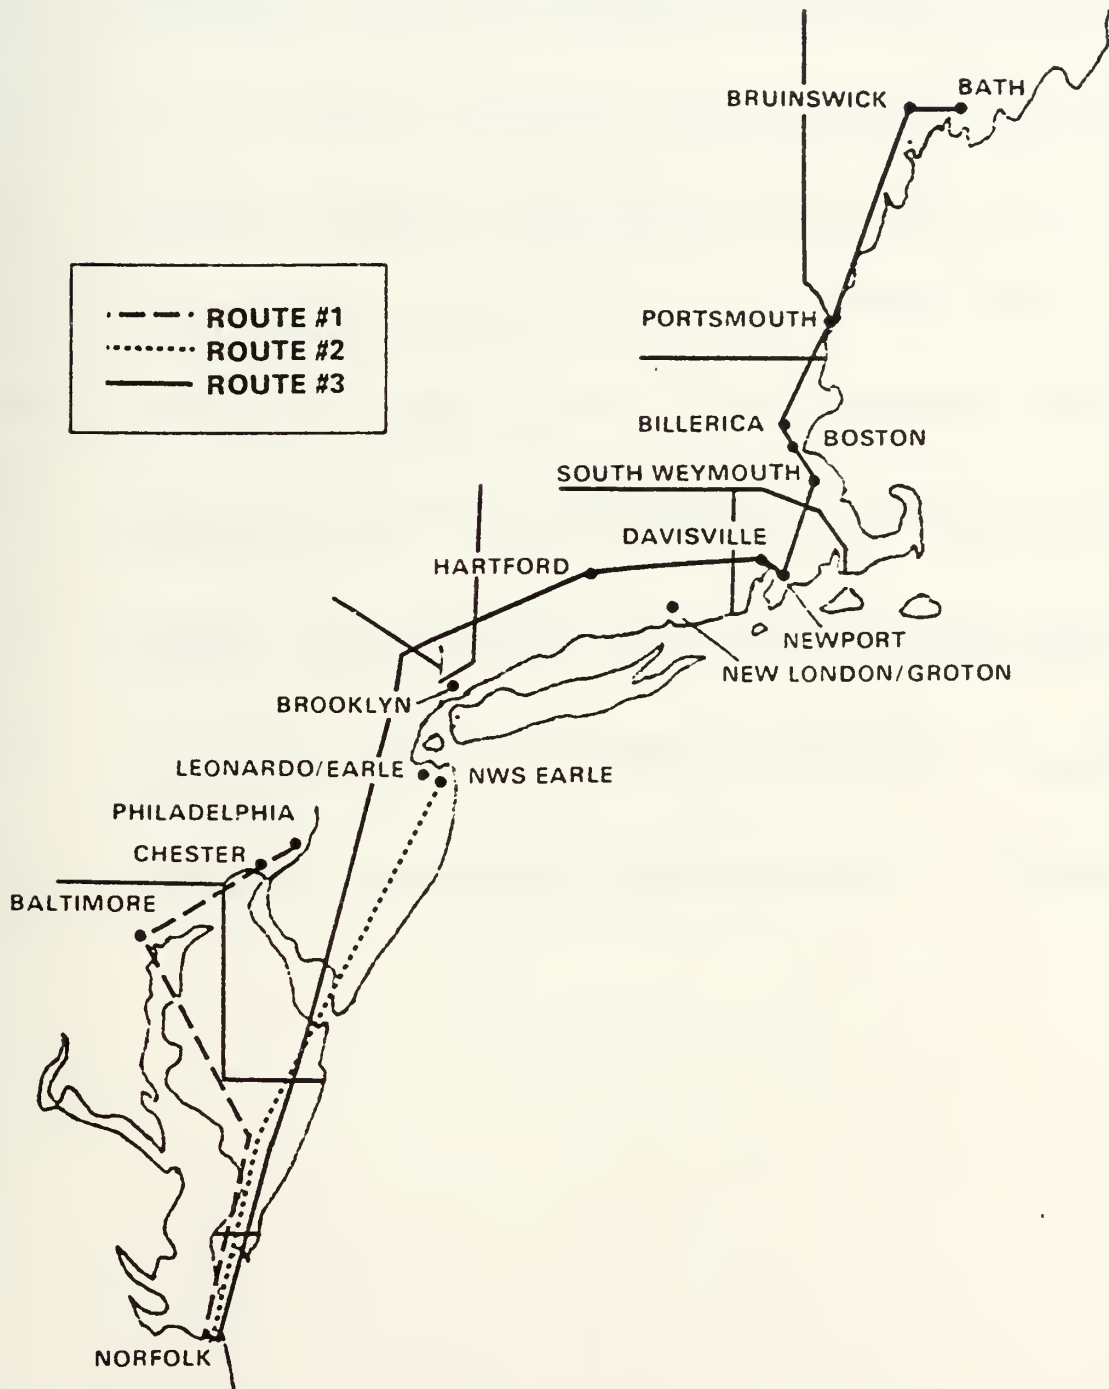 BATH
BRUINSWICK
ROUTE #1
ROUTE #2
ROUTE #3
PORTSMOUTH
BILLERICA
BOSTON
SOUTH WEYMOUTH
DAVISVILLE
HARTFORD
NEWPORT
NEW LONDON/GROTON
BROOKLYN
LEONARDO/EARLE
NWS EARLE
PHILADELPHIA
CHESTER
BALTIMORE
NORFOLK